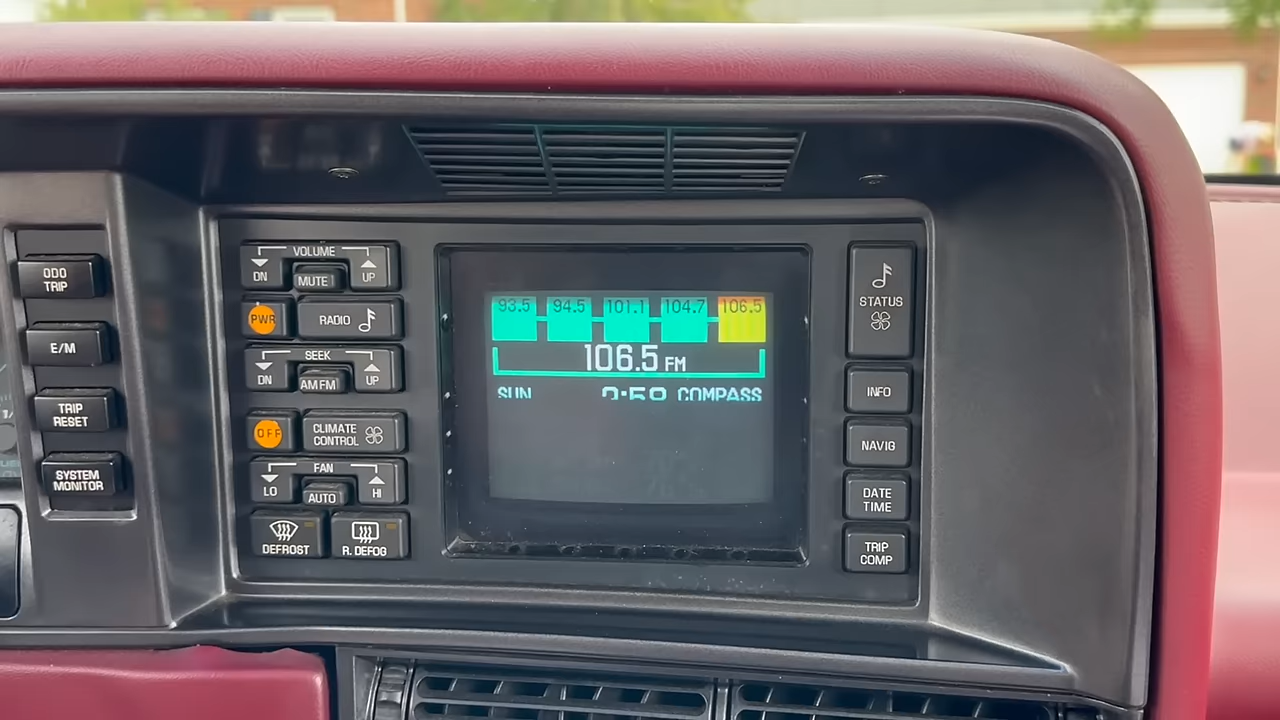 ODO
TRIP
E/M
TRIP
RESET
SYSTEM
MONITOR
VOLUME
DN
MUTE
UP
PWR
RADIO
SEEK
DN
AM FM
UP
OFF
CLIMATE
CONTROL
FAN
LO
AUTO
HI
DEFROST
R. DEFOG
93.5 94.5 101.1 104.7 106.5
106.5 FM
SUN COMPASS
STATUS
INFO
NAVIG
DATE
TIME
TRIP
COMP